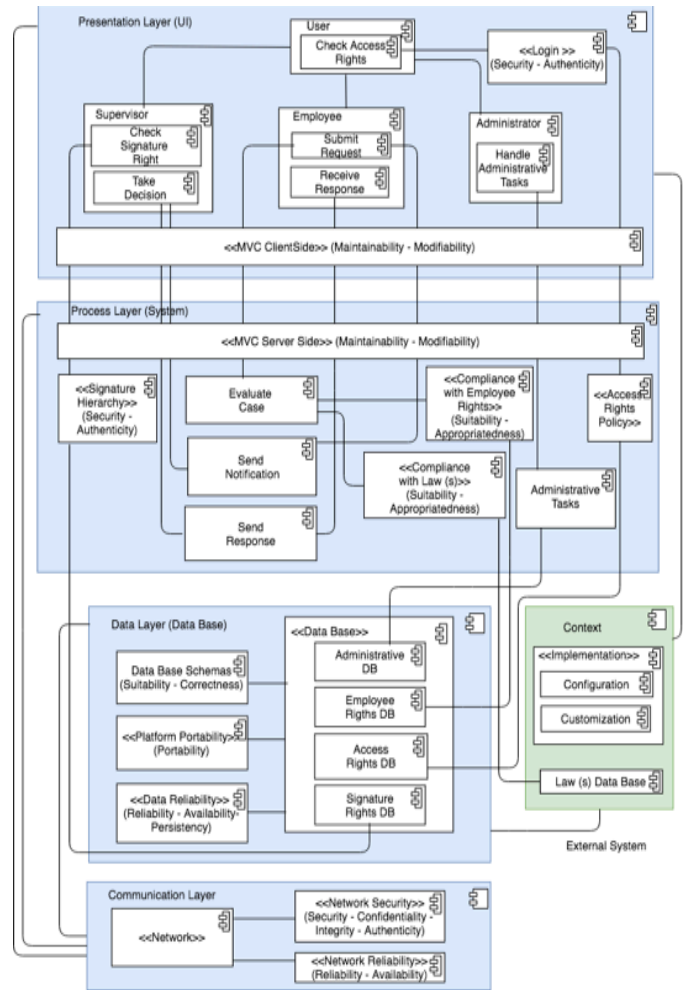 Presentation Layer (UI)
User
Check Access
Rights
<<Login >>
(Security - Authenticity)
Supervisor
Check
Signature
Right
Take
Decision
Employee
Submit
Request
Receive
Response
Administrator
Handle
Administrative
Tasks
<<MVC ClientSide>> (Maintainability - Modifiability)
Process Layer (System)
<<MVC Server Side>> (Maintainability - Modifiability)
<<Signature
Hierarchy>>
(Security -
Authenticity)
Evaluate
Case
<<Compliance
with Employee
Rights>>
(Suitability -
Appropriatedness)
<<Access
Rights
Policy>>
Send
Notification
<<Compliance
with Law (s)>>
(Suitability -
Appropriatedness)
Administrative
Tasks
Send
Response
Data Layer (Data Base)
<<Data Base>>
Administrative
DB
Data Base Schemas
(Suitability - Correctness)
Employee
Rigths DB
<<Platform Portability>>
(Portability)
Access
Rights DB
<<Data Reliability>>
(Reliability - Availability-
Persistency)
Signature
Rights DB
Context
<<Implementation>>
Configuration
Customization
Law (s) Data Base
External System
Communication Layer
<<Network>>
<<Network Security>>
(Security - Confidentiality -
Integrity - Authenticity)
<<Network Reliability>>
(Reliability - Availability)